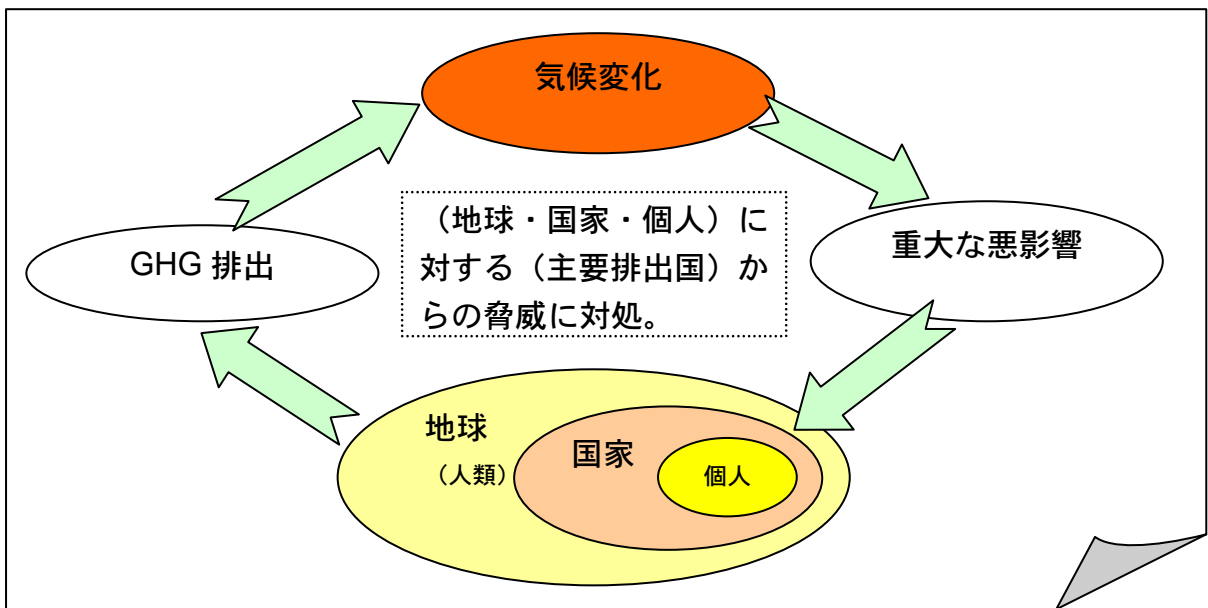 気候変化
（地球・国家・個人）に
対する（主要排出国）か
らの脅威に対処。
GHG 排出
重大な悪影響
地球
（人類）
国家
個人